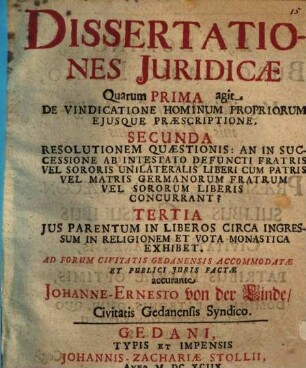 15
DISSERTATIO-
NES JURIDICÆ
Quarum PRIMA agit
DE VINDICATIONE HOMINUM PROPRIORUM
EJUSQUE PRÆSCRIPTIONE,
SECUNDA
RESOLUTIONEM QUÆSTIONIS: AN IN SUC-
CESSIONE AB INTESTATO DEFUNCTI FRATRIS
VEL SORORIS UNILATERALIS LIBERI CUM PATRIS
VEL MATRIS GERMANORUM FRATRUM
VEL SORORUM LIBERIS
CONCURRANT?
TERTIA
JUS PARENTUM IN LIBEROS CIRCA INGRES-
SUM IN RELIGIONEM ET VOTA MONASTICA
EXHIBET,
AD FORUM CIVITATIS GEDANENSIS ACCOMMODATÆ
ET PUBLICI JURIS FACTÆ
accurante
JOHANNE-ERNESTO von der Linde/
Civitatis Gedanensis Syndico.
GEDANI,
TYPIS ET IMPENSIS
JOHANNIS-ZACHARIÆ STOLLII,